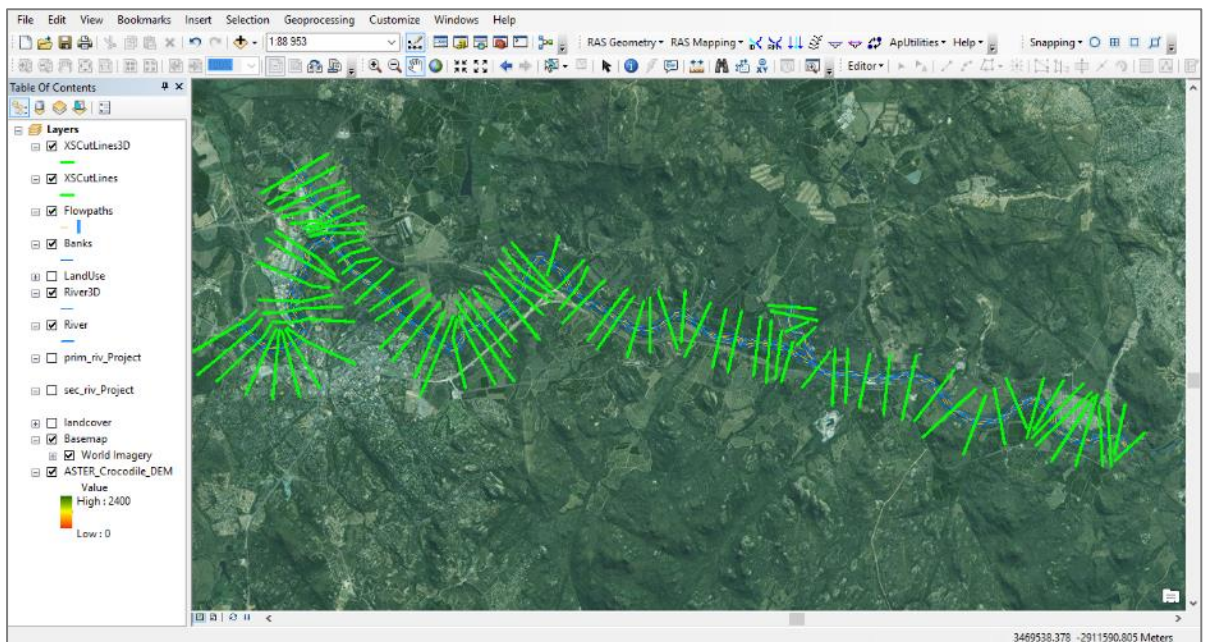 File Edit View Bookmarks Insert Selection Geoprocessing Customize Windows Help
1:88 953 RAS Geometry RAS Mapping ApUtilities Help Snapping
Editor
Table Of Contents
Layers
XSCutLines3D
XSCutLines
Flowpaths
Banks
LandUse
River3D
River
prim_riv_Project
sec_riv_Project
landcover
Basemap
World Imagery
ASTER_Crocodile_DEM
Value
High : 2400
Low : 0
3469538.378 -2911590.805 Meters